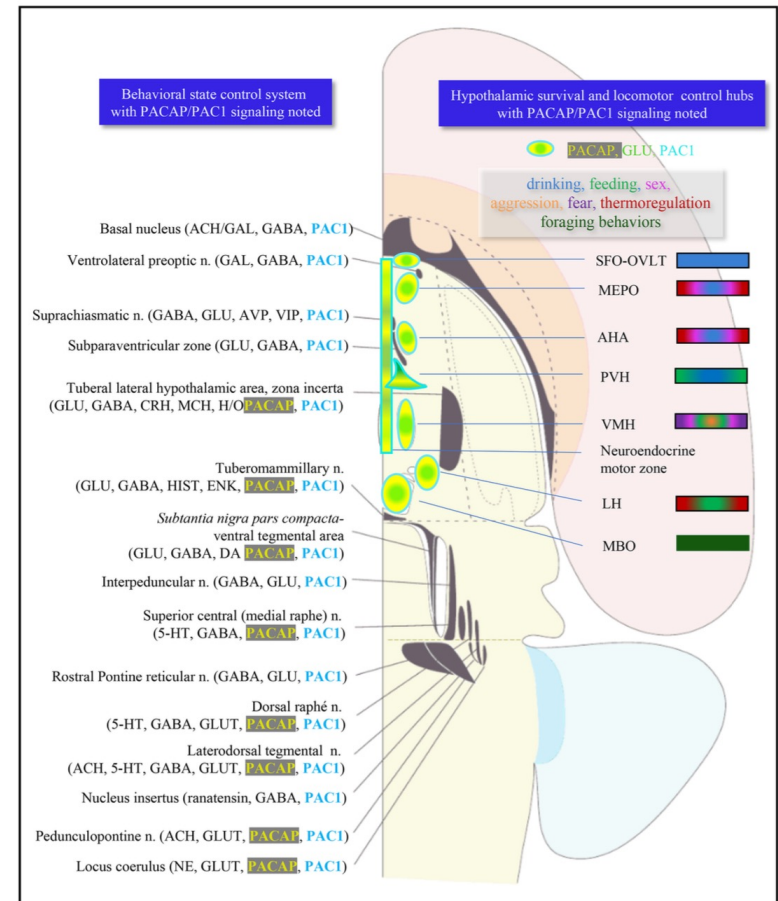 Behavioral state control system
with PACAP/PAC1 signaling noted
Hypothalamic survival and locomotor control hubs
with PACAP/PAC1 signaling noted
PACAP, GLU, PAC1
drinking, feeding, sex,
aggression, fear, thermoregulation
foraging behaviors
Basal nucleus (ACH/GAL, GABA, PAC1)
Ventrolateral preoptic n. (GAL, GABA, PAC1)
Suprachiasmatic n. (GABA, GLU, AVP, VIP, PAC1)
Subparaventricular zone (GLU, GABA, PAC1)
Tuberal lateral hypothalamic area, zona incerta
(GLU, GABA, CRH, MCH, H/OPACAP, PAC1)
Tuberomammillary n.
(GLU, GABA, HIST, ENK, PACAP, PAC1)
Subtantia nigra pars compacta-
ventral tegmental area
(GLU, GABA, DA PACAP, PAC1)
Interpeduncular n. (GABA, GLU, PAC1)
Superior central (medial raphe) n.
(5-HT, GABA, PACAP, PAC1)
Rostral Pontine reticular n. (GABA, GLU, PAC1)
Dorsal raphé n.
(5-HT, GABA, GLUT, PACAP, PAC1)
Laterodorsal tegmental n.
(ACH, 5-HT, GABA, GLUT, PACAP, PAC1)
Nucleus insertus (ranatensin, GABA, PAC1)
Pedunculopontine n. (ACH, GLUT, PACAP, PAC1)
Locus coerulus (NE, GLUT, PACAP, PAC1)
SFO-OVLT
MEPO
AHA
PVH
VMH
Neuroendocrine
motor zone
LH
MBO